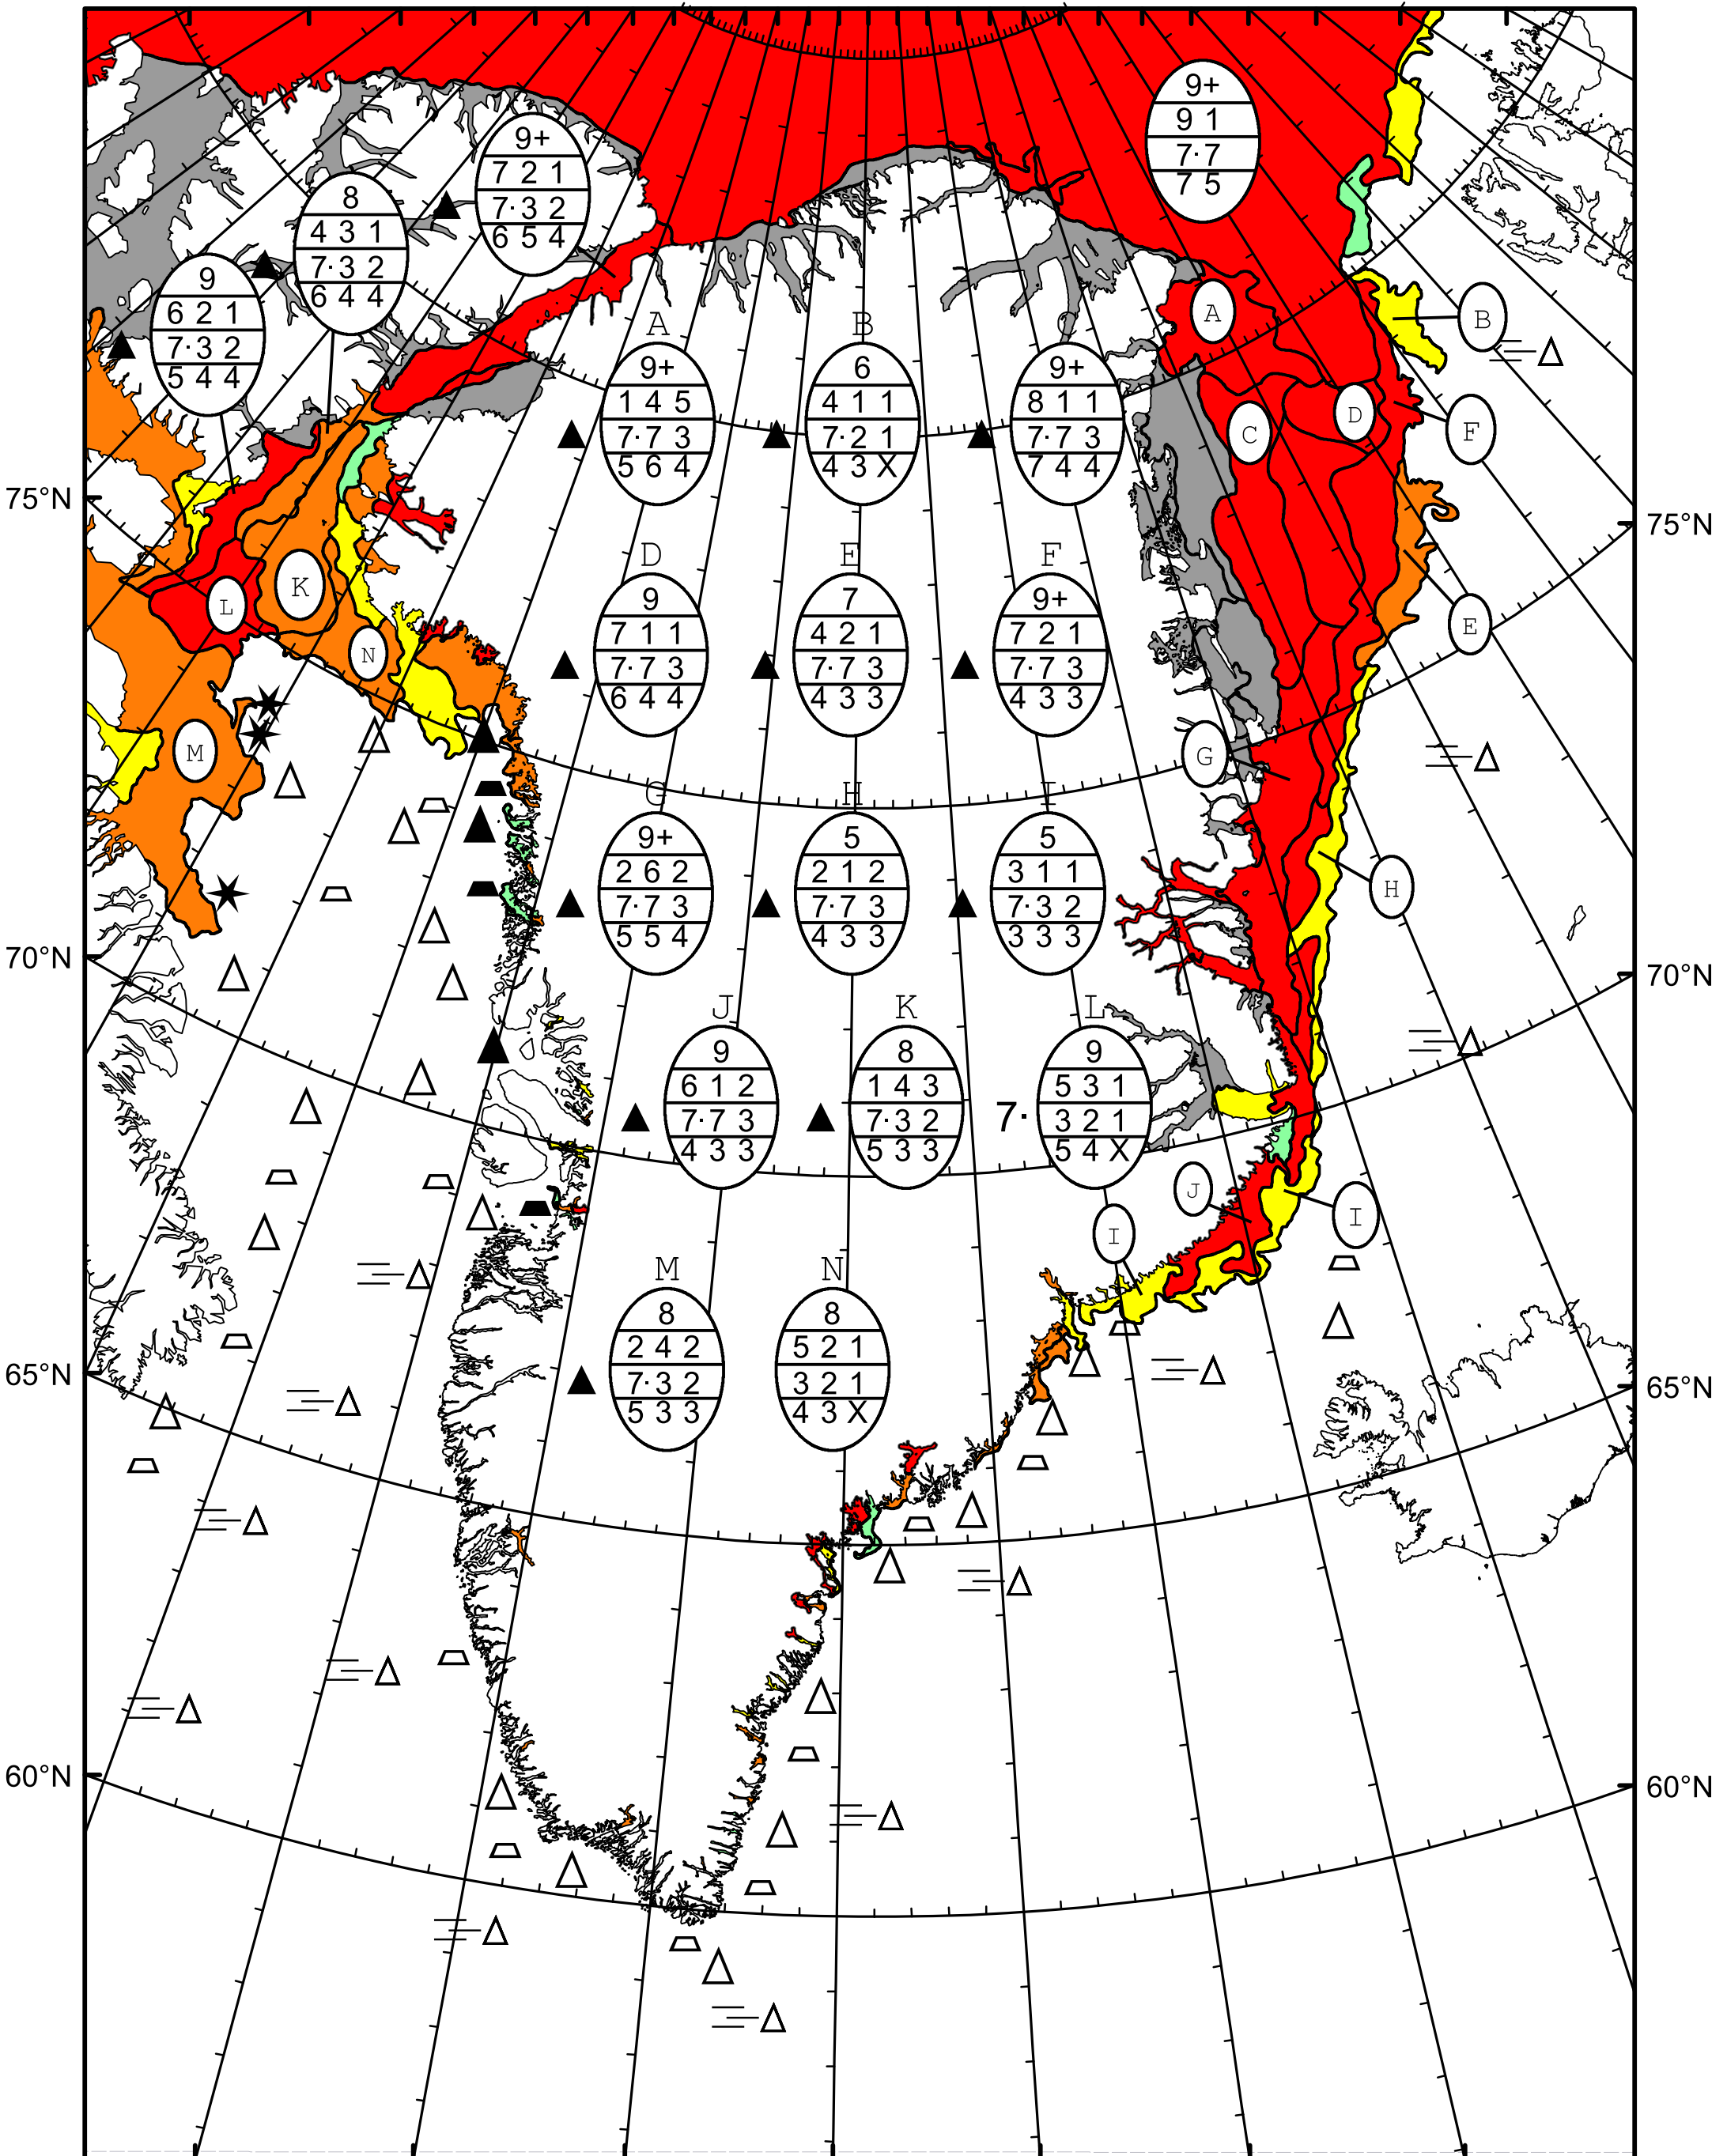 9+
9 1
7· 7
7 5
9+
7 2 1
7· 3 2
6 5 4
8
4 3 1
7· 3 2
6 4 4
9
6 2 1
7· 3 2
5 4 4
A
B
A
9+
1 4 5
7· 7 3
5 6 4
B
6
4 1 1
7· 2 1
4 3 X
C
9+
8 1 1
7· 7 3
7 4 4
C
D
F
75°N
75°N
D
9
7 1 1
7· 7 3
6 4 4
E
7
4 2 1
7· 7 3
4 3 3
F
9+
7 2 1
7· 7 3
4 3 3
L
K
N
E
M
G
G
9+
2 6 2
7· 7 3
5 5 4
H
5
2 1 2
7· 7 3
4 3 3
I
5
3 1 1
7· 3 2
3 3 3
H
70°N
70°N
J
9
6 1 2
7· 7 3
4 3 3
K
8
1 4 3
7· 3 2
5 3 3
L
9
5 3 1
7· 3 2 1
5 4 X
J
I
I
M
8
2 4 2
7· 3 2
5 3 3
N
8
5 2 1
3 2 1
4 3 X
65°N
65°N
60°N
60°N